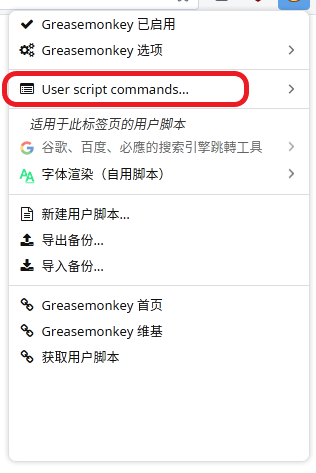 Greasemonkey 已启用
Greasemonkey 选项
User script commands...
适用于此标签页的用户脚本
谷歌、百度、必應的搜索引擎跳轉工具
字体渲染（自用脚本）
新建用户脚本...
导出备份...
导入备份...
Greasemonkey 首页
Greasemonkey 维基
获取用户脚本